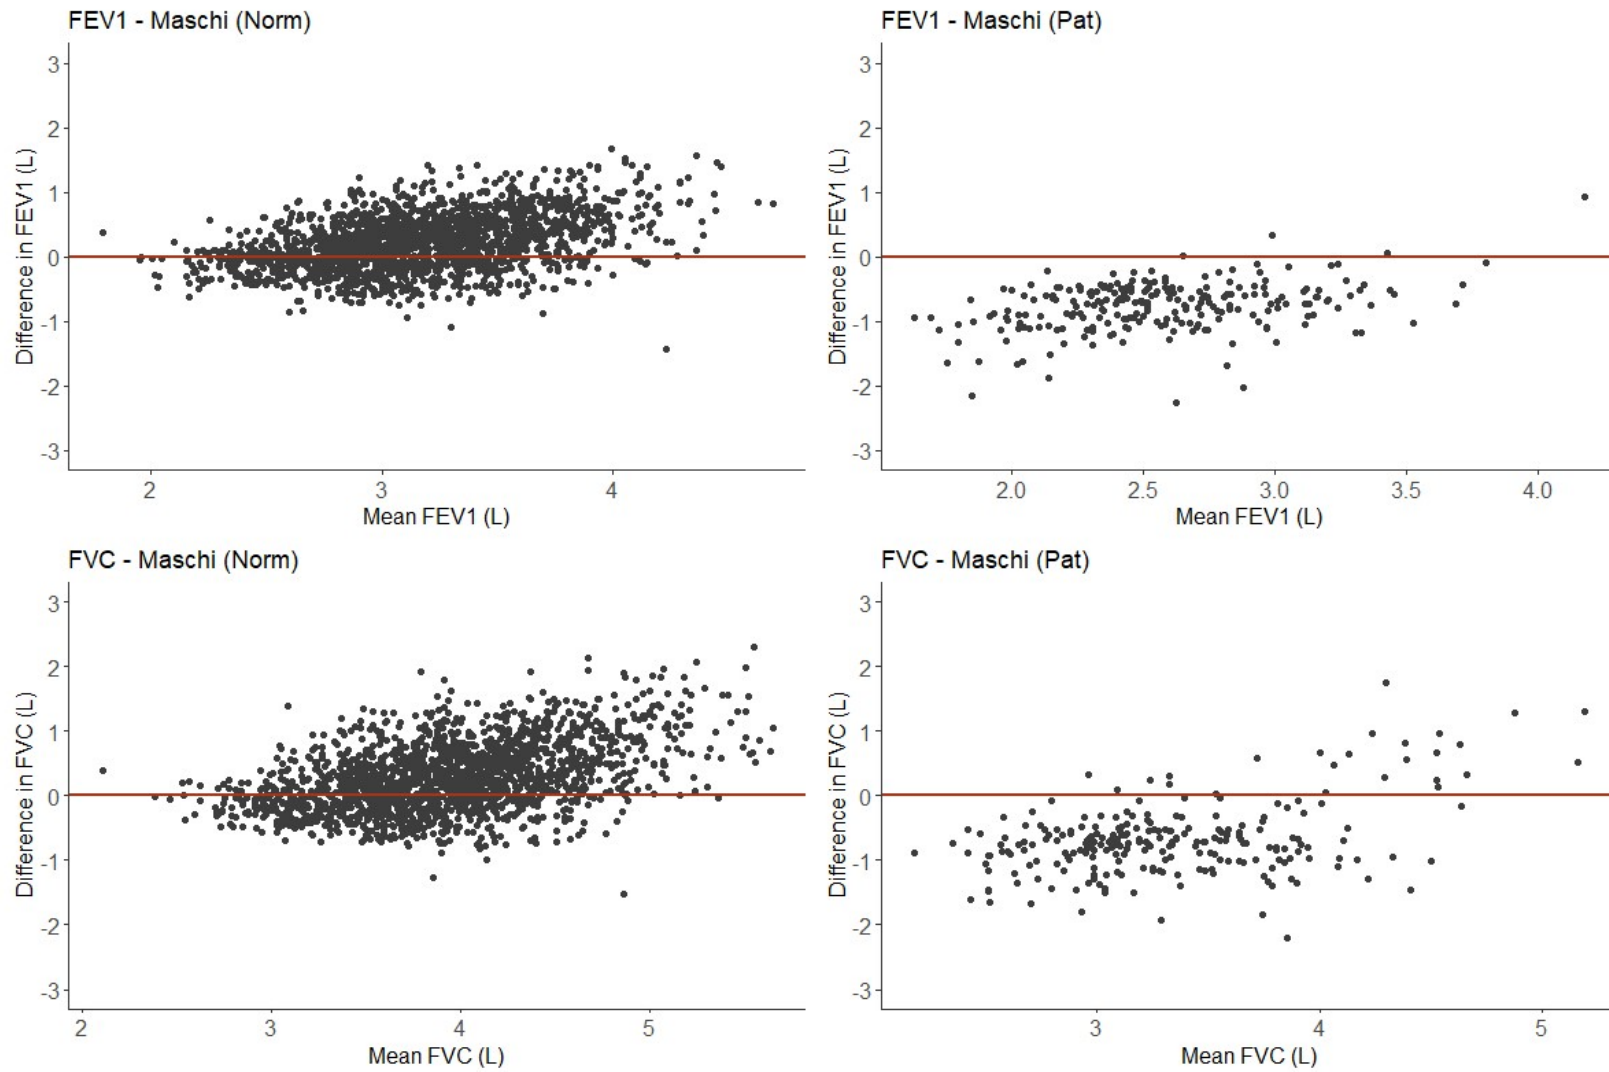 FEV1 - Maschi (Norm)
3
2
1
0
-1
-2
-3
Difference in FEV1 (L)
2 3 4
Mean FEV1 (L)
FEV1 - Maschi (Pat)
3
2
1
0
-1
-2
-3
Difference in FEV1 (L)
2.0 2.5 3.0 3.5 4.0
Mean FEV1 (L)
FVC - Maschi (Norm)
3
2
1
0
-1
-2
-3
Difference in FVC (L)
2 3 4 5
Mean FVC (L)
FVC - Maschi (Pat)
3
2
1
0
-1
-2
-3
Difference in FVC (L)
3 4 5
Mean FVC (L)